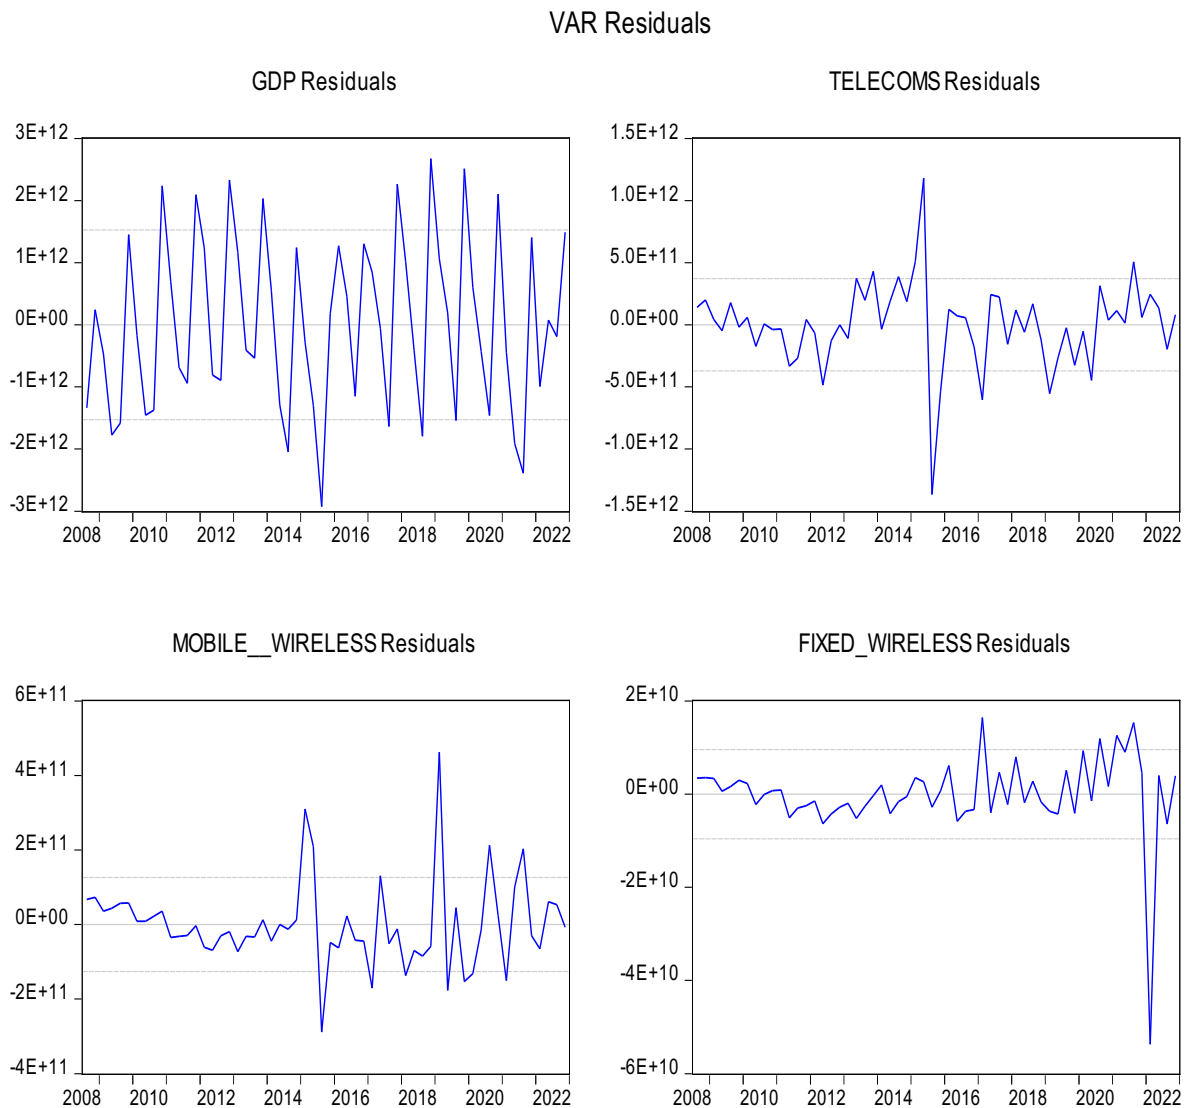 VAR Residuals
GDP Residuals
3E+12
2E+12
1E+12
0E+00
-1E+12
-2E+12
-3E+12
2008 2010 2012 2014 2016 2018 2020 2022
TELECOMS Residuals
1.5E+12
1.0E+12
5.0E+11
0.0E+00
-5.0E+11
-1.0E+12
-1.5E+12
2008 2010 2012 2014 2016 2018 2020 2022
MOBILE__WIRELESS Residuals
6E+11
4E+11
2E+11
0E+00
-2E+11
-4E+11
2008 2010 2012 2014 2016 2018 2020 2022
FIXED_WIRELESS Residuals
2E+10
0E+00
-2E+10
-4E+10
-6E+10
2008 2010 2012 2014 2016 2018 2020 2022